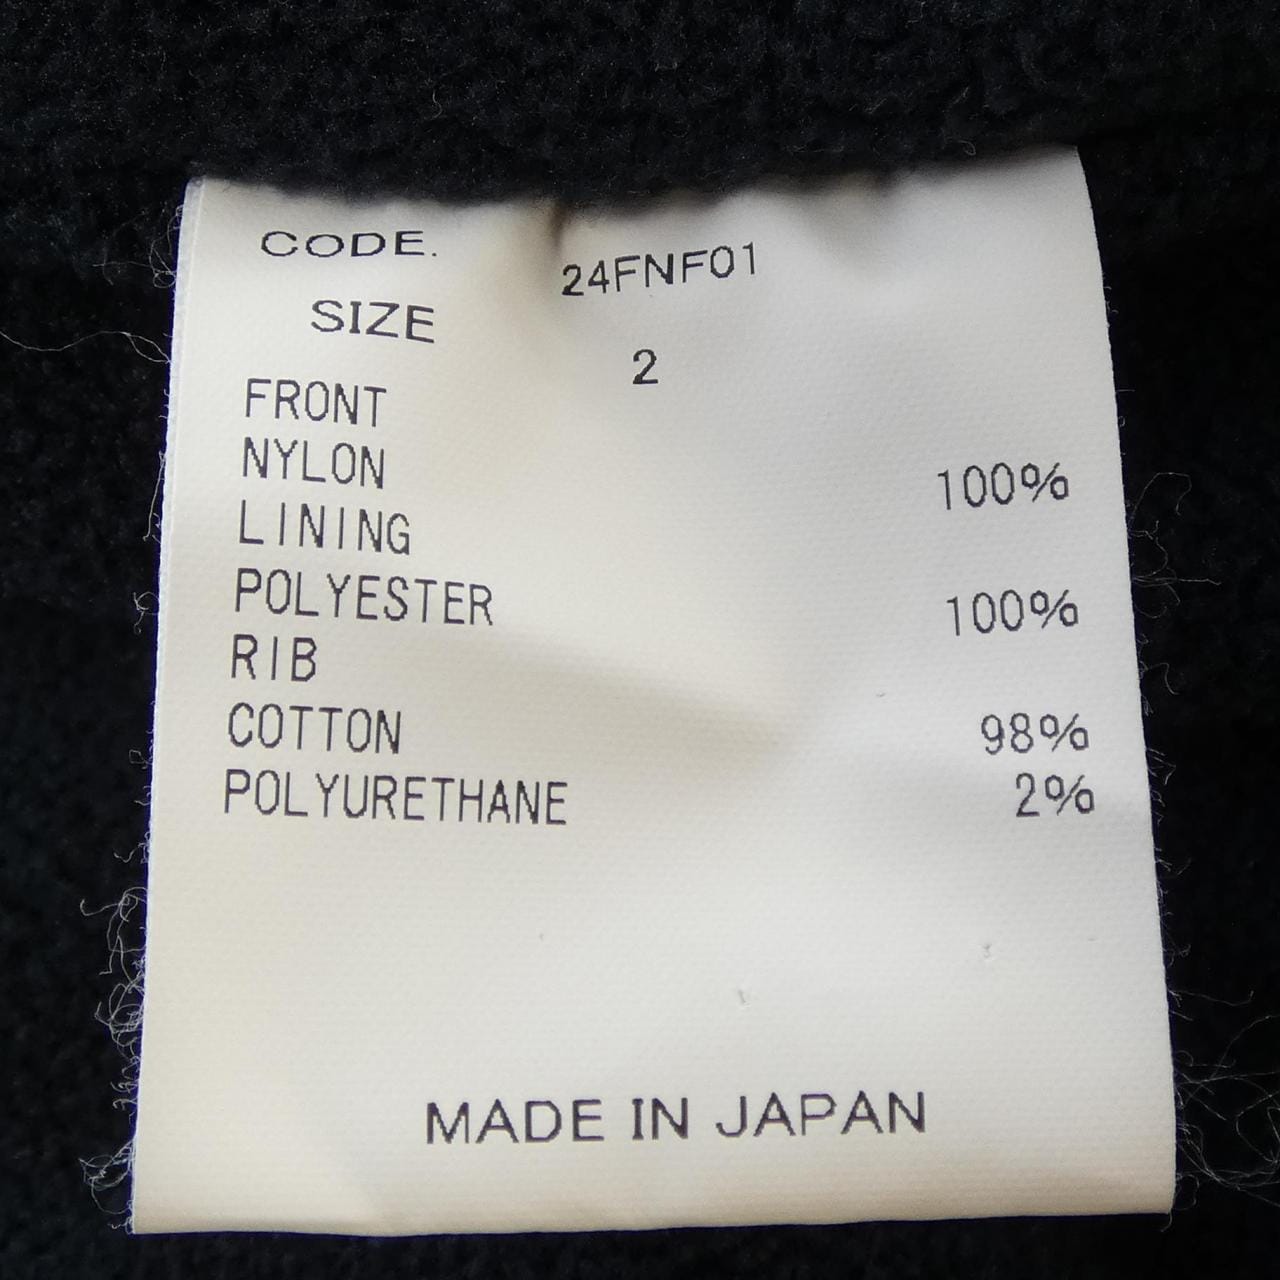 CODE. 24FNF01
SIZE 2
FRONT
NYLON 100%
LINING
POLYESTER 100%
RIB
COTTON 98%
POLYURETHANE 2%
MADE IN JAPAN